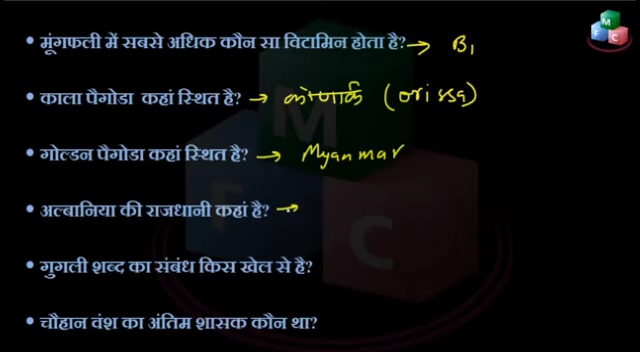 • मूंगफली में सबसे अधिक कौन सा विटामिन होता है? → B₁
• काला पैगोडा कहां स्थित है? → कोणार्क (orissa)
• गोल्डन पैगोडा कहां स्थित है? → Myanmar
• अल्बानिया की राजधानी कहां है? →
• गुगली शब्द का संबंध किस खेल से है?
• चौहान वंश का अंतिम शासक कौन था?
M
F C
M
F C